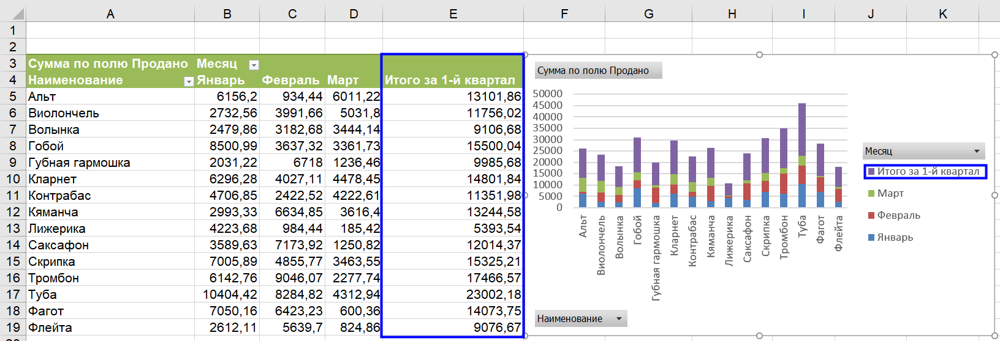 A B C D E F G H I J K
1
2
3 Сумма по полю Продано Месяц
4 Наименование Январь Февраль Март Итого за 1-й квартал
5 Альт 6156,2 934,44 6011,22 13101,86
6 Виолончель 2732,56 3991,66 5031,8 11756,02
7 Волынка 2479,86 3182,68 3444,14 9106,68
8 Гобой 8500,99 3637,32 3361,73 15500,04
9 Губная гармошка 2031,22 6718 1236,46 9985,68
10 Кларнет 6296,28 4027,11 4478,45 14801,84
11 Контрабас 4706,85 2422,52 4222,61 11351,98
12 Кяманча 2993,33 6634,85 3616,4 13244,58
13 Лижерика 4223,68 984,44 185,42 5393,54
14 Саксафон 3589,63 7173,92 1250,82 12014,37
15 Скрипка 7005,89 4855,77 3463,55 15325,21
16 Тромбон 6142,76 9046,07 2277,74 17466,57
17 Туба 10404,42 8284,82 4312,94 23002,18
18 Фагот 7050,16 6423,23 600,36 14073,75
19 Флейта 2612,11 5639,7 824,86 9076,67
Сумма по полю Продано
50000
45000
40000
35000
30000
25000
20000
15000
10000
5000
0
Альт
Виолончель
Волынка
Гобой
Губная гармошка
Кларнет
Контрабас
Кяманча
Лижерика
Саксафон
Скрипка
Тромбон
Туба
Фагот
Флейта
Месяц
Итого за 1-й квартал
Март
Февраль
Январь
Наименование